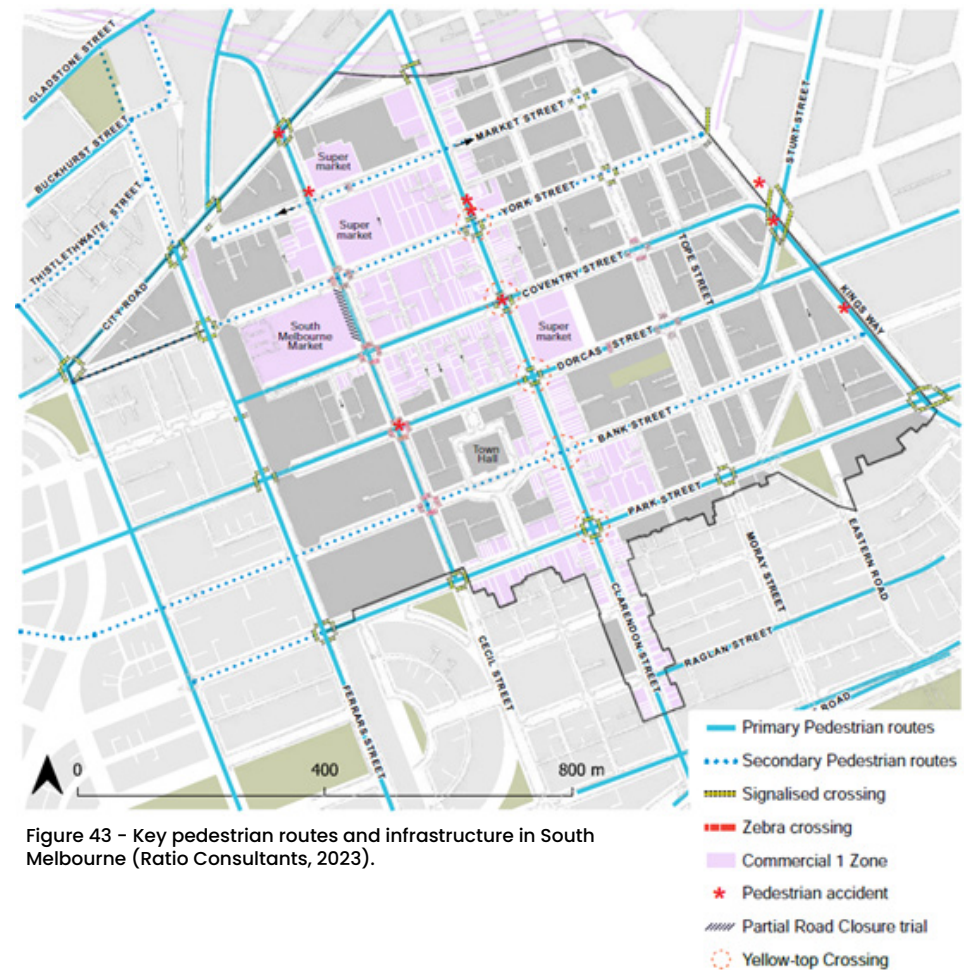 GLADSTONE STREET
BUCKHURST STREET
THISTLETHWAITE STREET
CITY ROAD
Super
market
MARKET STREET
STURT STREET
Super
market
YORK STREET
COVENTRY STREET
TOPE STREET
KINGS WAY
South
Melbourne
Market
Super
market
DORCAS STREET
BANK STREET
Town
Hall
PARK STREET
MORAY STREET
EASTERN ROAD
CLARENDON STREET
RAGLAN STREET
CECIL STREET
FERRARS STREET
ROAD
0 400 800 m
Primary Pedestrian routes
Secondary Pedestrian routes
Signalised crossing
Zebra crossing
Commercial 1 Zone
Pedestrian accident
Partial Road Closure trial
Yellow-top Crossing
Figure 43 - Key pedestrian routes and infrastructure in South
Melbourne (Ratio Consultants, 2023).